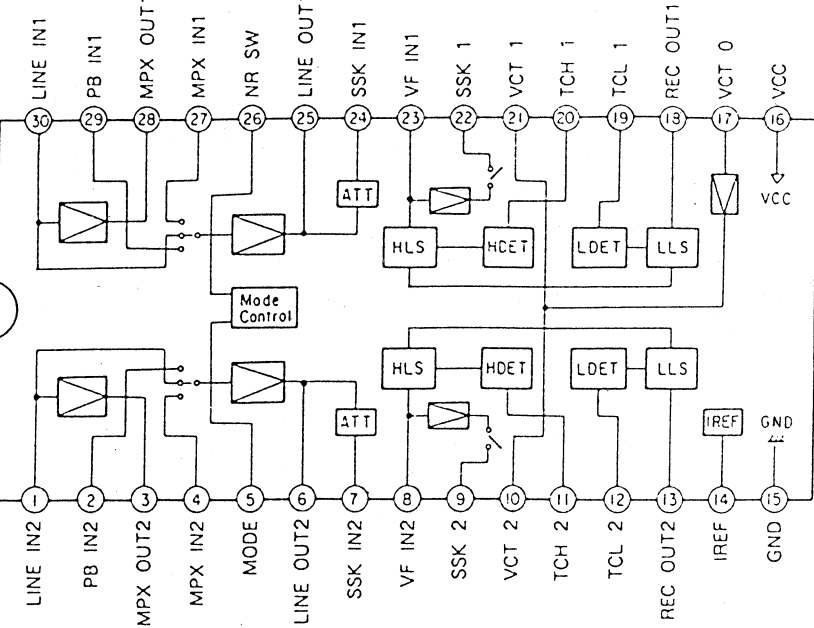 LINE IN1
PB IN1
MPX OUT1
MPX IN1
NR SW
LINE OUT1
SSK IN1
VF IN1
SSK 1
VCT 1
TCH 1
TCL 1
REC OUT1
VCT 0
VCC
30 29 28 27 26 25 24 23 22 21 20 19 18 17 16
ATT
VCC
HLS HDET LDET LLS
Mode
Control
HLS HDET LDET LLS
ATT
IREF
GND
1 2 3 4 5 6 7 8 9 10 11 12 13 14 15
LINE IN2
PB IN2
MPX OUT2
MPX IN2
MODE
LINE OUT2
SSK IN2
VF IN2
SSK 2
VCT 2
TCH 2
TCL 2
REC OUT2
IREF
GND